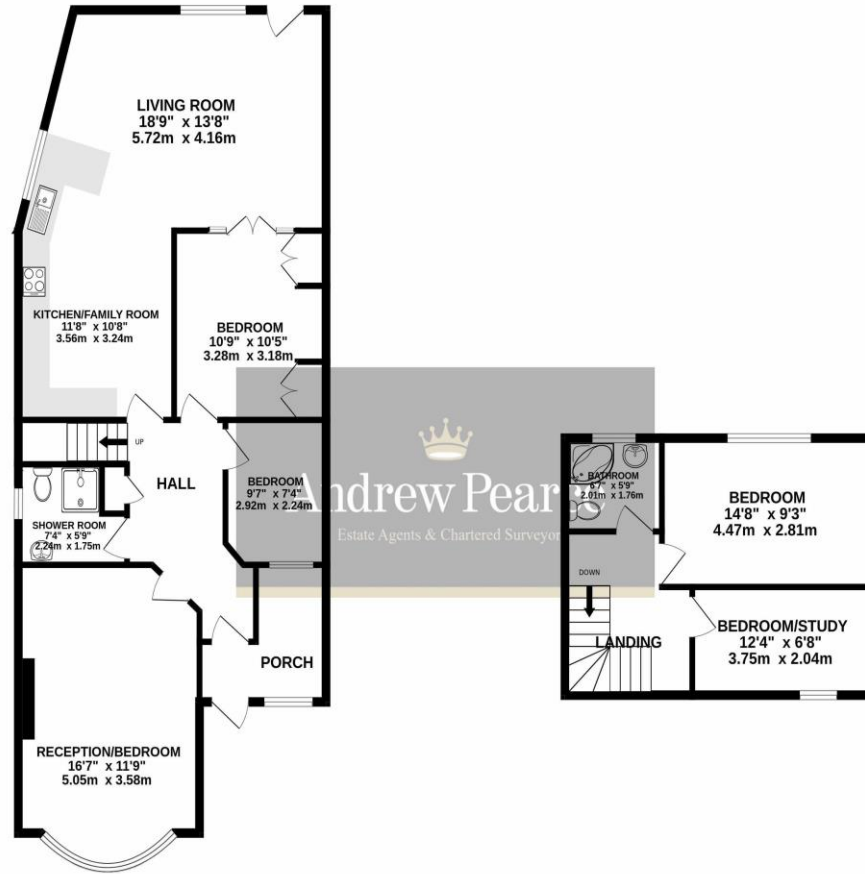 LIVING ROOM
18'9" x 13'8"
5.72m x 4.16m
KITCHEN/FAMILY ROOM
11'8" x 10'8"
3.56m x 3.24m
BEDROOM
10'9" x 10'5"
3.28m x 3.18m
UP
HALL
BEDROOM
9'7" x 7'4"
2.92m x 2.24m
SHOWER ROOM
7'4" x 5'9"
2.24m x 1.75m
PORCH
RECEPTION/BEDROOM
16'7" x 11'9"
5.05m x 3.58m
Andrew Pearce
Estate Agents & Chartered Surveyor
BATHROOM
6'7" x 5'9"
2.01m x 1.76m
BEDROOM
14'8" x 9'3"
4.47m x 2.81m
DOWN
LANDING
BEDROOM/STUDY
12'4" x 6'8"
3.75m x 2.04m